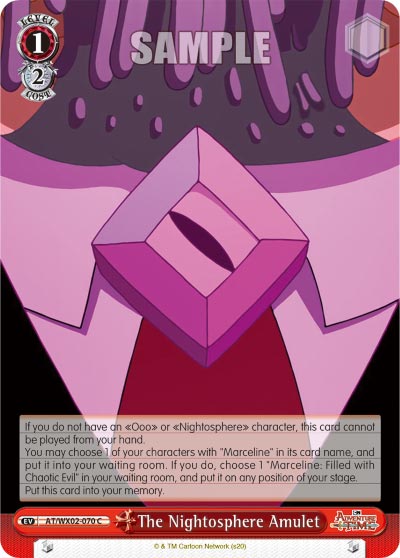 LEVEL
1
2
COST
SAMPLE
If you do not have an «Ooo» or «Nightosphere» character, this card cannot
be played from your hand.
You may choose 1 of your characters with "Marceline" in its card name, and
put it into your waiting room. If you do, choose 1 "Marceline: Filled with
Chaotic Evil" in your waiting room, and put it on any position of your stage.
Put this card into your memory.
EV AT/WX02-070 C The Nightosphere Amulet
ADVENTURE TIME
© & TM Cartoon Network (s20)